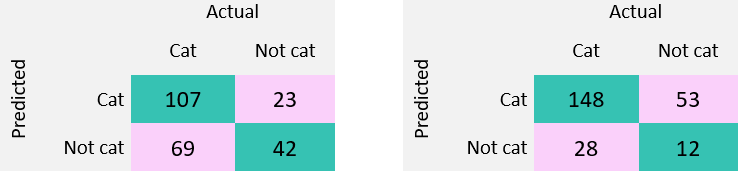 Actual
Cat Not cat
Predicted
Cat 107 23
Not cat 69 42
Actual
Cat Not cat
Predicted
Cat 148 53
Not cat 28 12